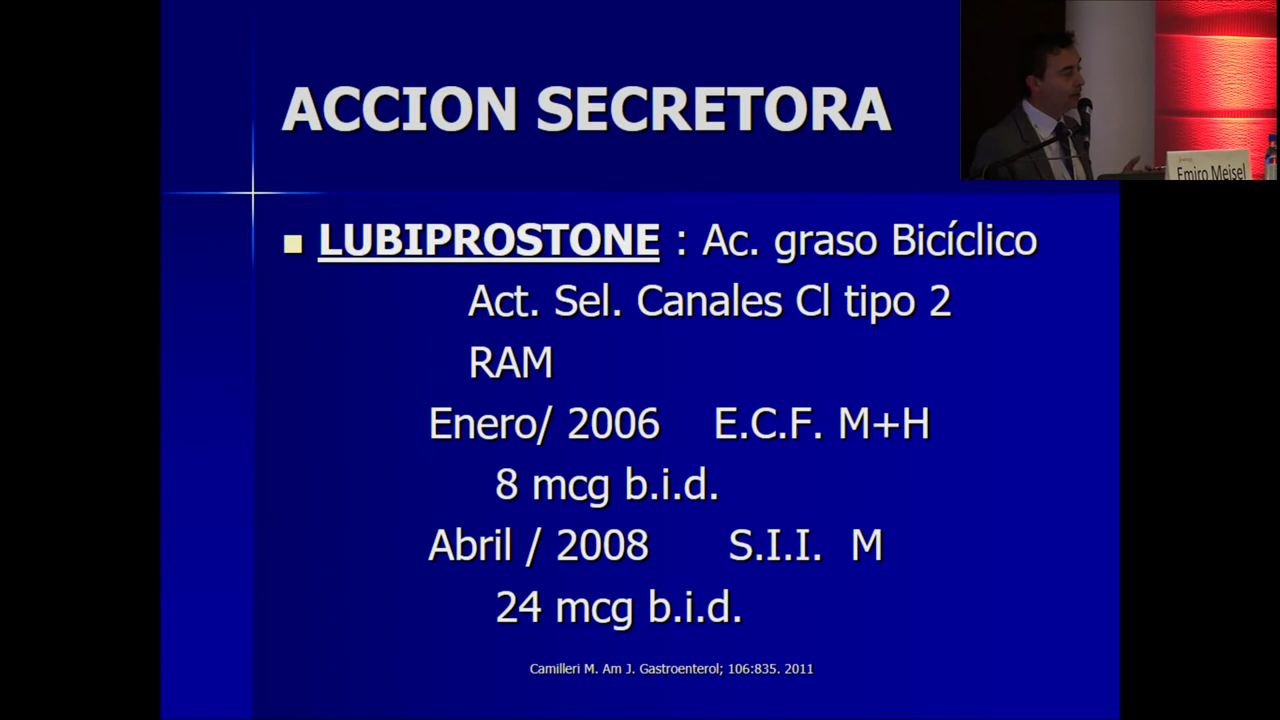 ACCION SECRETORA
LUBIPROSTONE : Ac. graso Bicíclico
Act. Sel. Canales Cl tipo 2
RAM
Enero/ 2006 E.C.F. M+H
8 mcg b.i.d.
Abril / 2008 S.I.I. M
24 mcg b.i.d.
Camilleri M. Am J. Gastroenterol; 106:835. 2011
Emiro Meisel